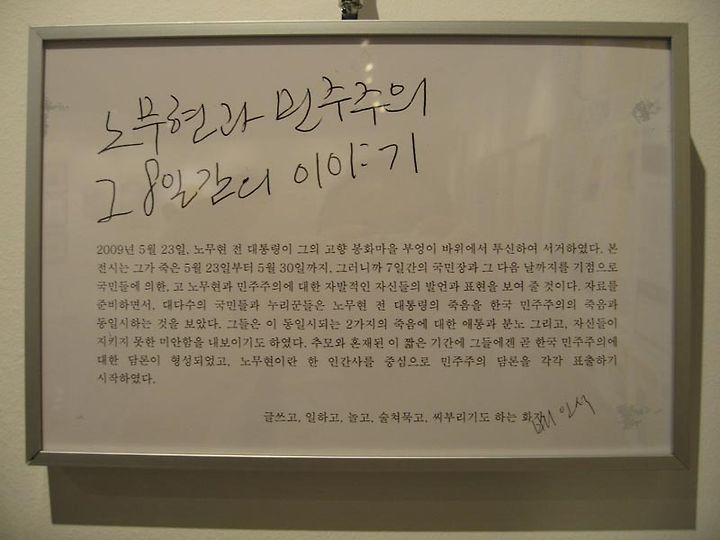 노무현과 민주주의
그 8일간의 이야기
2009년 5월 23일, 노무현 전 대통령이 그의 고향 봉화마을 부엉이 바위에서 투신하여 서거하였다. 본
전시는 그가 죽은 5월 23일부터 5월 30일까지, 그러니까 7일간의 국민장과 그 다음 날까지를 기점으로
국민들에 의한, 고 노무현과 민주주의에 대한 자발적인 자신들의 발언과 표현을 보여 줄 것이다. 자료를
준비하면서, 대다수의 국민들과 누리꾼들은 노무현 전 대통령의 죽음을 한국 민주주의의 죽음과
동일시하는 것을 보았다. 그들은 이 동일시되는 2가지의 죽음에 대한 애통과 분노 그리고, 자신들이
지키지 못한 미안함을 내보이기도 하였다. 추모와 혼재된 이 짧은 기간에 그들에겐 곧 한국 민주주의에
대한 담론이 형성되었고, 노무현이란 한 인간사를 중심으로 민주주의 담론을 각각 표출하기
시작하였다.
글쓰고, 일하고, 놀고, 술쳐묵고, 씨부리기도 하는 화자